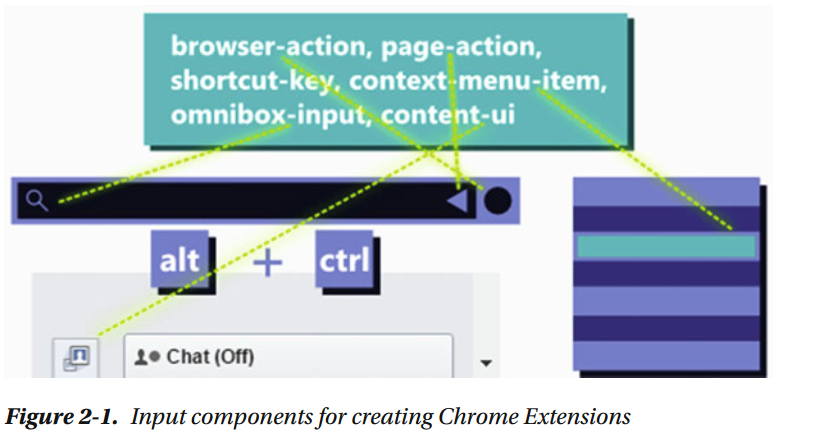 browser-action, page-action,
shortcut-key, context-menu-item,
omnibox-input, content-ui
alt + ctrl
Chat (Off)
Figure 2-1. Input components for creating Chrome Extensions